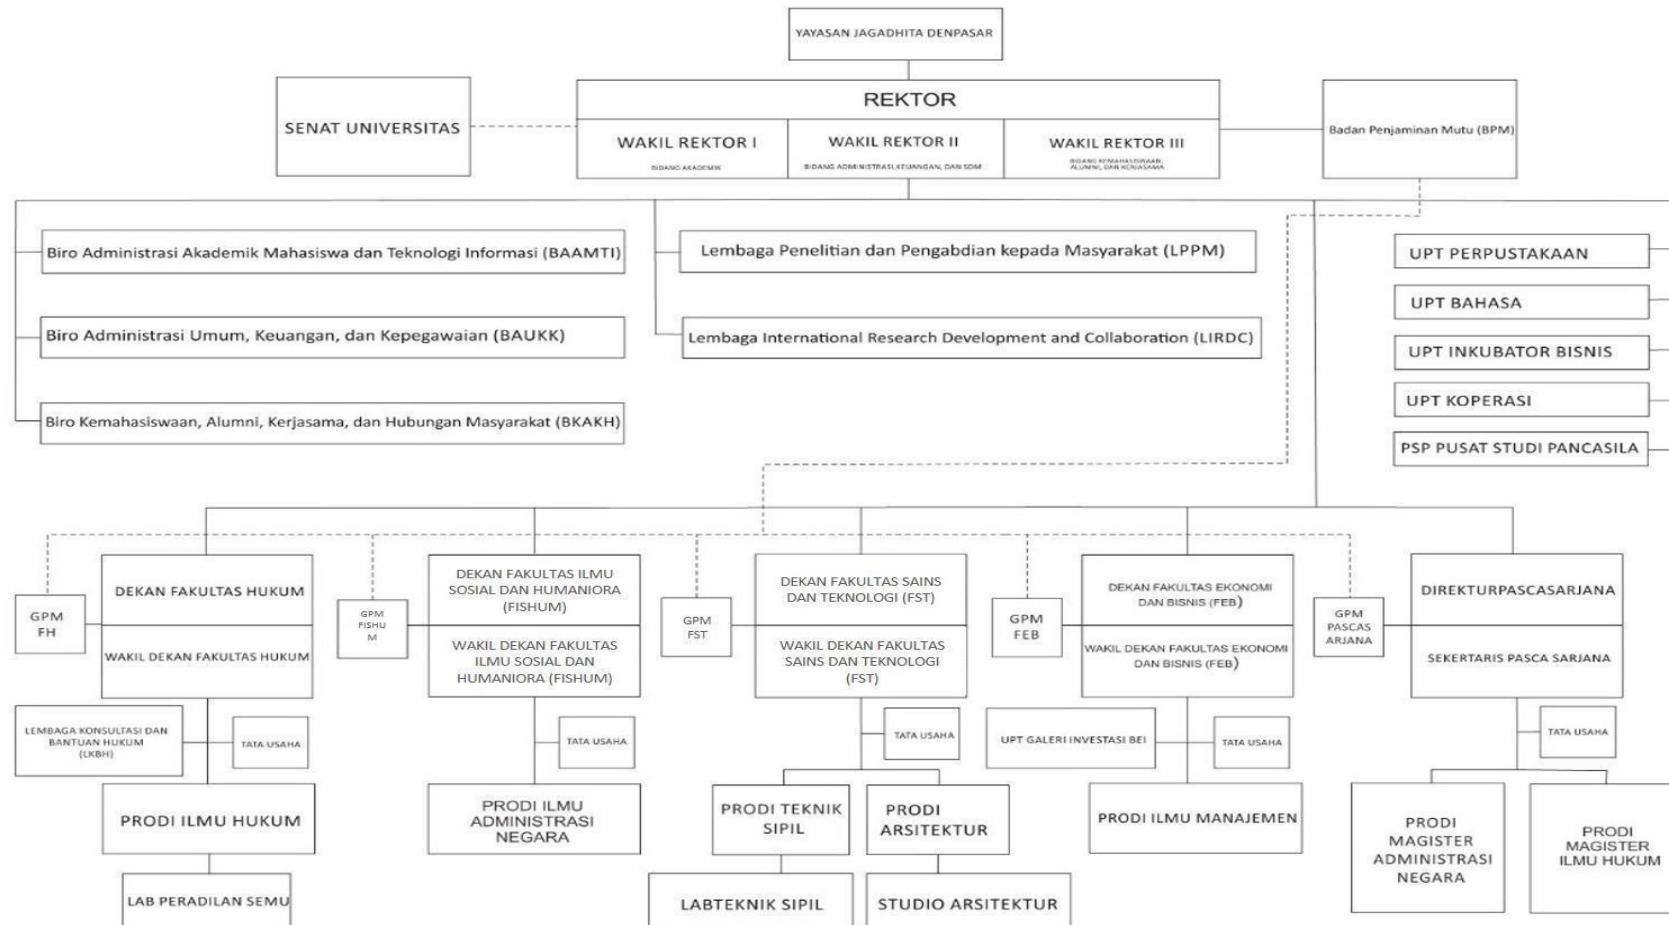 YAYASAN JAGADHITA DENPASAR
SENAT UNIVERSITAS
REKTOR
WAKIL REKTOR I
BIDANG AKADEMIK
WAKIL REKTOR II
BIDANG ADMINISTRASI,KEUANGAN, DAN SDM
WAKIL REKTOR III
BIDANG KEMAHASISWAAN,
ALUMNI, DAN KERJASAMA
Badan Penjaminan Mutu (BPM)
Biro Administrasi Akademik Mahasiswa dan Teknologi Informasi (BAAMTI)
Biro Administrasi Umum, Keuangan, dan Kepegawaian (BAUKK)
Biro Kemahasiswaan, Alumni, Kerjasama, dan Hubungan Masyarakat (BKAKH)
Lembaga Penelitian dan Pengabdian kepada Masyarakat (LPPM)
Lembaga International Research Development and Collaboration (LIRDC)
UPT PERPUSTAKAAN
UPT BAHASA
UPT INKUBATOR BISNIS
UPT KOPERASI
PSP PUSAT STUDI PANCASILA
GPM
FH
DEKAN FAKULTAS HUKUM
WAKIL DEKAN FAKULTAS HUKUM
GPM
FISHU
M
DEKAN FAKULTAS ILMU
SOSIAL DAN HUMANIORA
(FISHUM)
WAKIL DEKAN FAKULTAS
ILMU SOSIAL DAN
HUMANIORA (FISHUM)
GPM
FST
DEKAN FAKULTAS SAINS
DAN TEKNOLOGI (FST)
WAKIL DEKAN FAKULTAS
SAINS DAN TEKNOLOGI
(FST)
GPM
FEB
DEKAN FAKULTAS EKONOMI
DAN BISNIS (FEB)
WAKIL DEKAN FAKULTAS EKONOMI
DAN BISNIS (FEB)
GPM
PASCAS
ARJANA
DIREKTURPASCASARJANA
SEKERTARIS PASCA SARJANA
LEMBAGA KONSULTASI DAN
BANTUAN HUKUM
(LKBH)
TATA USAHA
TATA USAHA
TATA USAHA
UPT GALERI INVESTASI BEI
TATA USAHA
TATA USAHA
PRODI ILMU HUKUM
PRODI ILMU
ADMINISTRASI
NEGARA
PRODI TEKNIK
SIPIL
PRODI
ARSITEKTUR
PRODI ILMU MANAJEMEN
PRODI
MAGISTER
ADMINISTRASI
NEGARA
PRODI
MAGISTER
ILMU HUKUM
LAB PERADILAN SEMU
LABTEKNIK SIPIL
STUDIO ARSITEKTUR